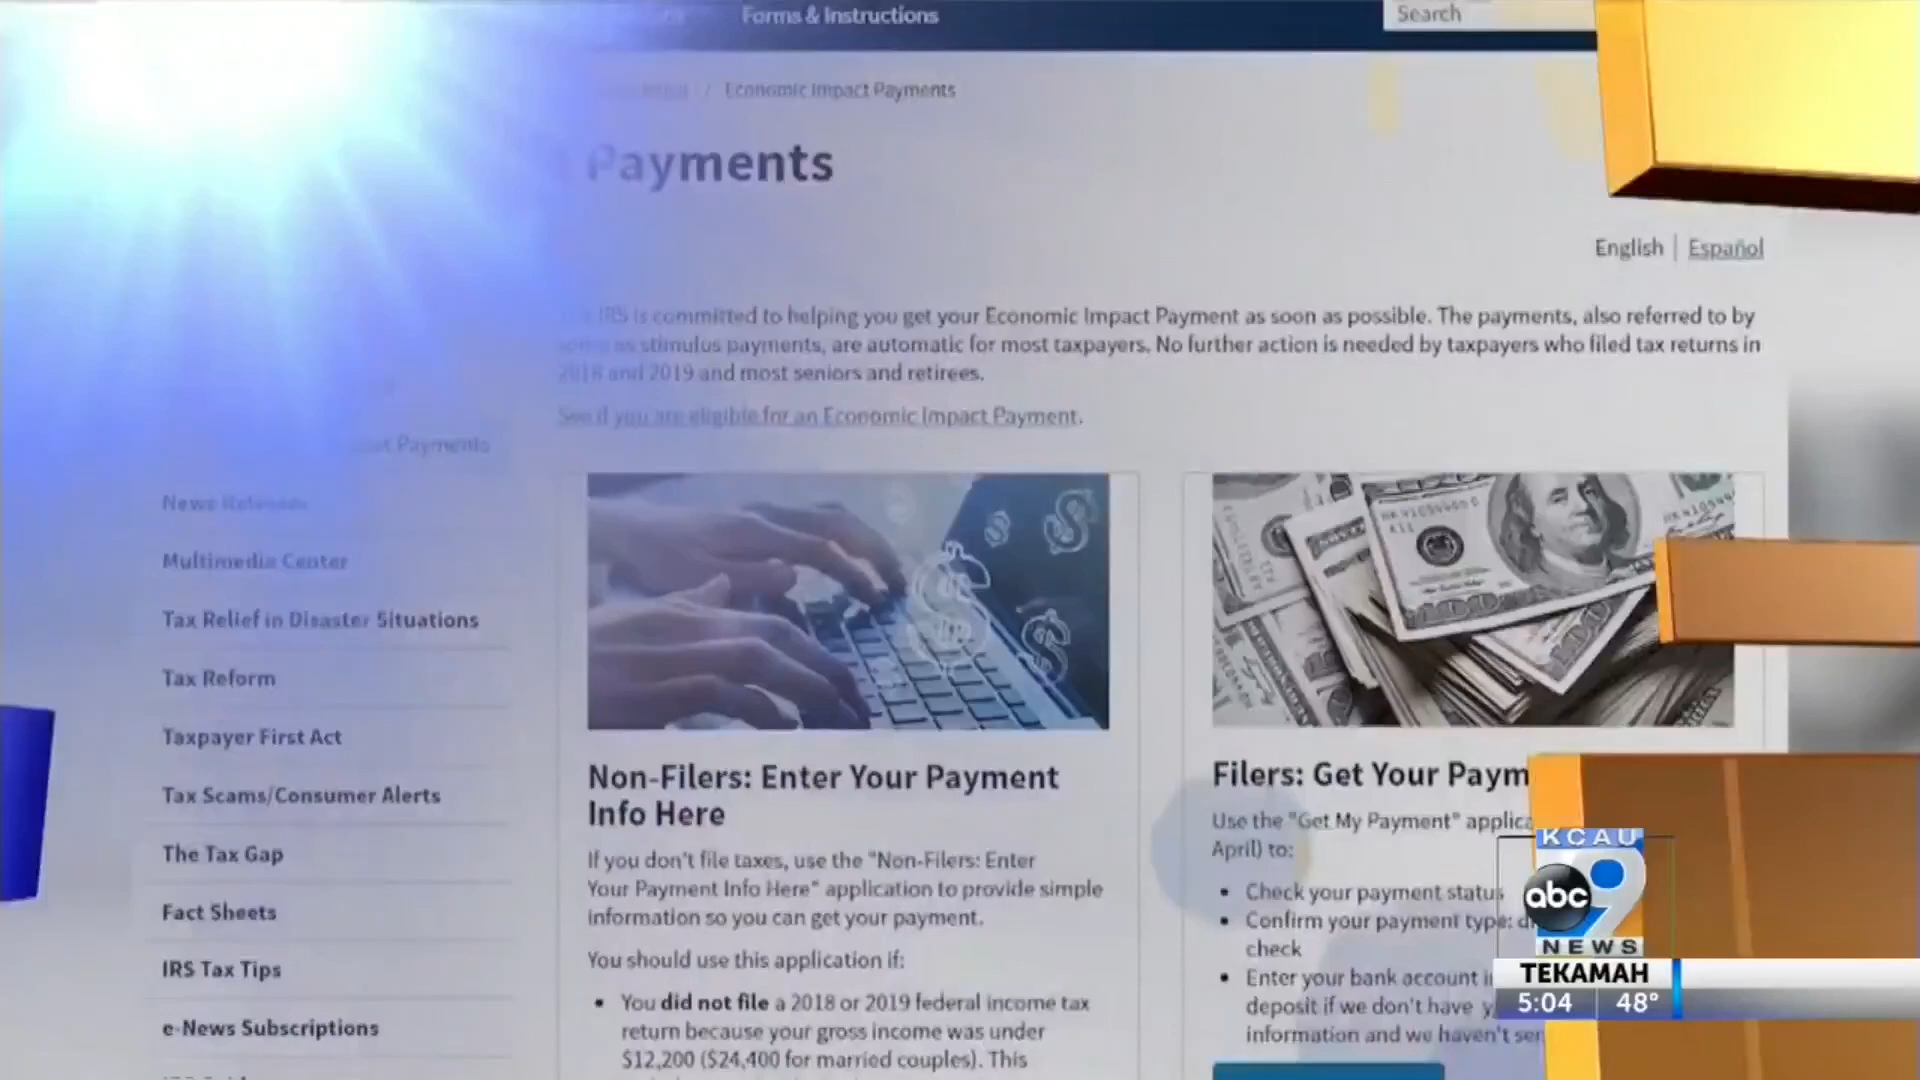 Forms & Instructions
Search
/ Economic Impact Payments
Payments
English | Español
IRS is committed to helping you get your Economic Impact Payment as soon as possible. The payments, also referred to by
stimulus payments, are automatic for most taxpayers. No further action is needed by taxpayers who filed tax returns in
2018 and 2019 and most seniors and retirees.
See if you are eligible for an Economic Impact Payment.
Payments
News Releases
Multimedia Center
Tax Relief in Disaster Situations
Tax Reform
Taxpayer First Act
Tax Scams/Consumer Alerts
The Tax Gap
Fact Sheets
IRS Tax Tips
e-News Subscriptions
Non-Filers: Enter Your Payment
Info Here
If you don't file taxes, use the "Non-Filers: Enter
Your Payment Info Here" application to provide simple
information so you can get your payment.
You should use this application if:
• You did not file a 2018 or 2019 federal income tax
return because your gross income was under
$12,200 ($24,400 for married couples). This
Filers: Get Your Paym
Use the "Get My Payment" applica
April) to:
• Check your payment status
• Confirm your payment type: di
check
• Enter your bank account i
deposit if we don't have y
information and we haven't sen
KCAU
abc 9
NEWS
TEKAMAH
5:04 48°